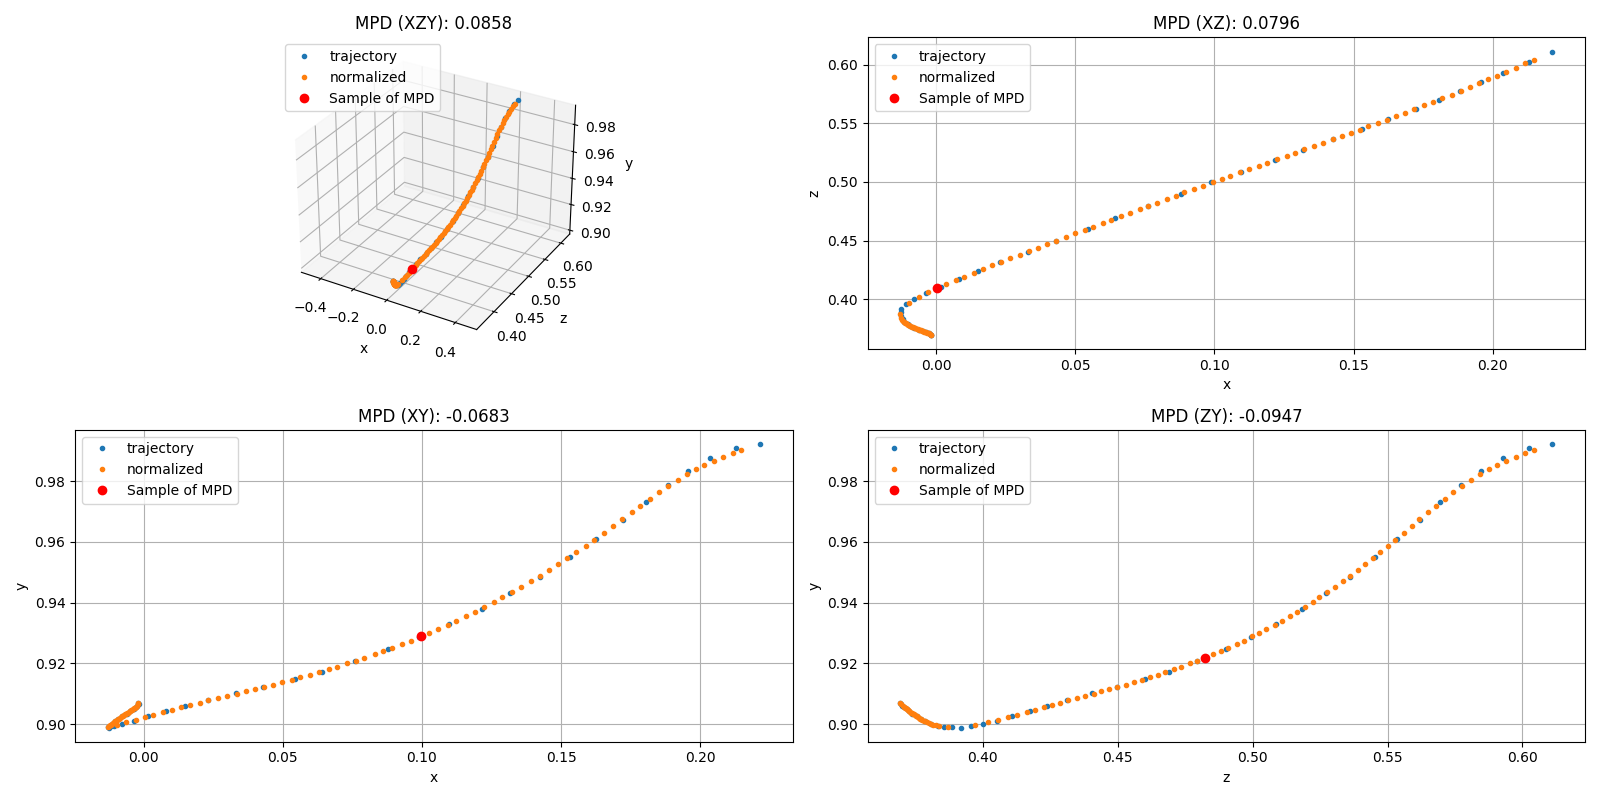 MPD (XZY): 0.0858
trajectory
normalized
Sample of MPD
0.98
0.96
0.94
0.92
0.90
y
0.60
0.55
0.50
0.45
0.40
z
−0.4
−0.2
0.0
0.2
0.4
x
MPD (XZ): 0.0796
trajectory
normalized
Sample of MPD
0.60
0.55
0.50
0.45
0.40
z
0.00 0.05 0.10 0.15 0.20
x
MPD (XY): -0.0683
trajectory
normalized
Sample of MPD
0.98
0.96
0.94
0.92
0.90
y
0.00 0.05 0.10 0.15 0.20
x
MPD (ZY): -0.0947
trajectory
normalized
Sample of MPD
0.98
0.96
0.94
0.92
0.90
y
0.40 0.45 0.50 0.55 0.60
z